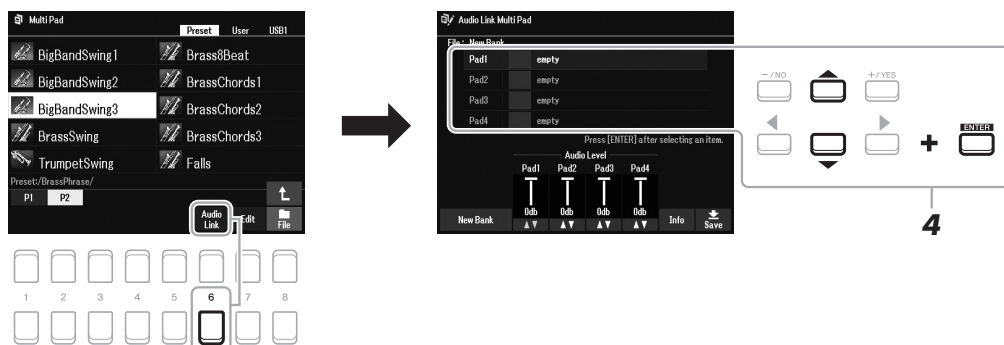 Multi Pad
Preset User USB1
BigBandSwing1 Brass8Beat
BigBandSwing2 BrassChords1
BigBandSwing3 BrassChords2
BrassSwing BrassChords3
TrumpetSwing Falls
Preset:/BrassPhrase/
P1 P2
Audio Link Edit File
1 2 3 4 5 6 7 8
Audio Link Multi Pad
File: New Bank
Pad1 empty
Pad2 empty
Pad3 empty
Pad4 empty
Press [ENTER] after selecting an item.
Audio Level
Pad1 Pad2 Pad3 Pad4
0db 0db 0db 0db
New Bank Info Save
−/NO +/YES
+ ENTER
4